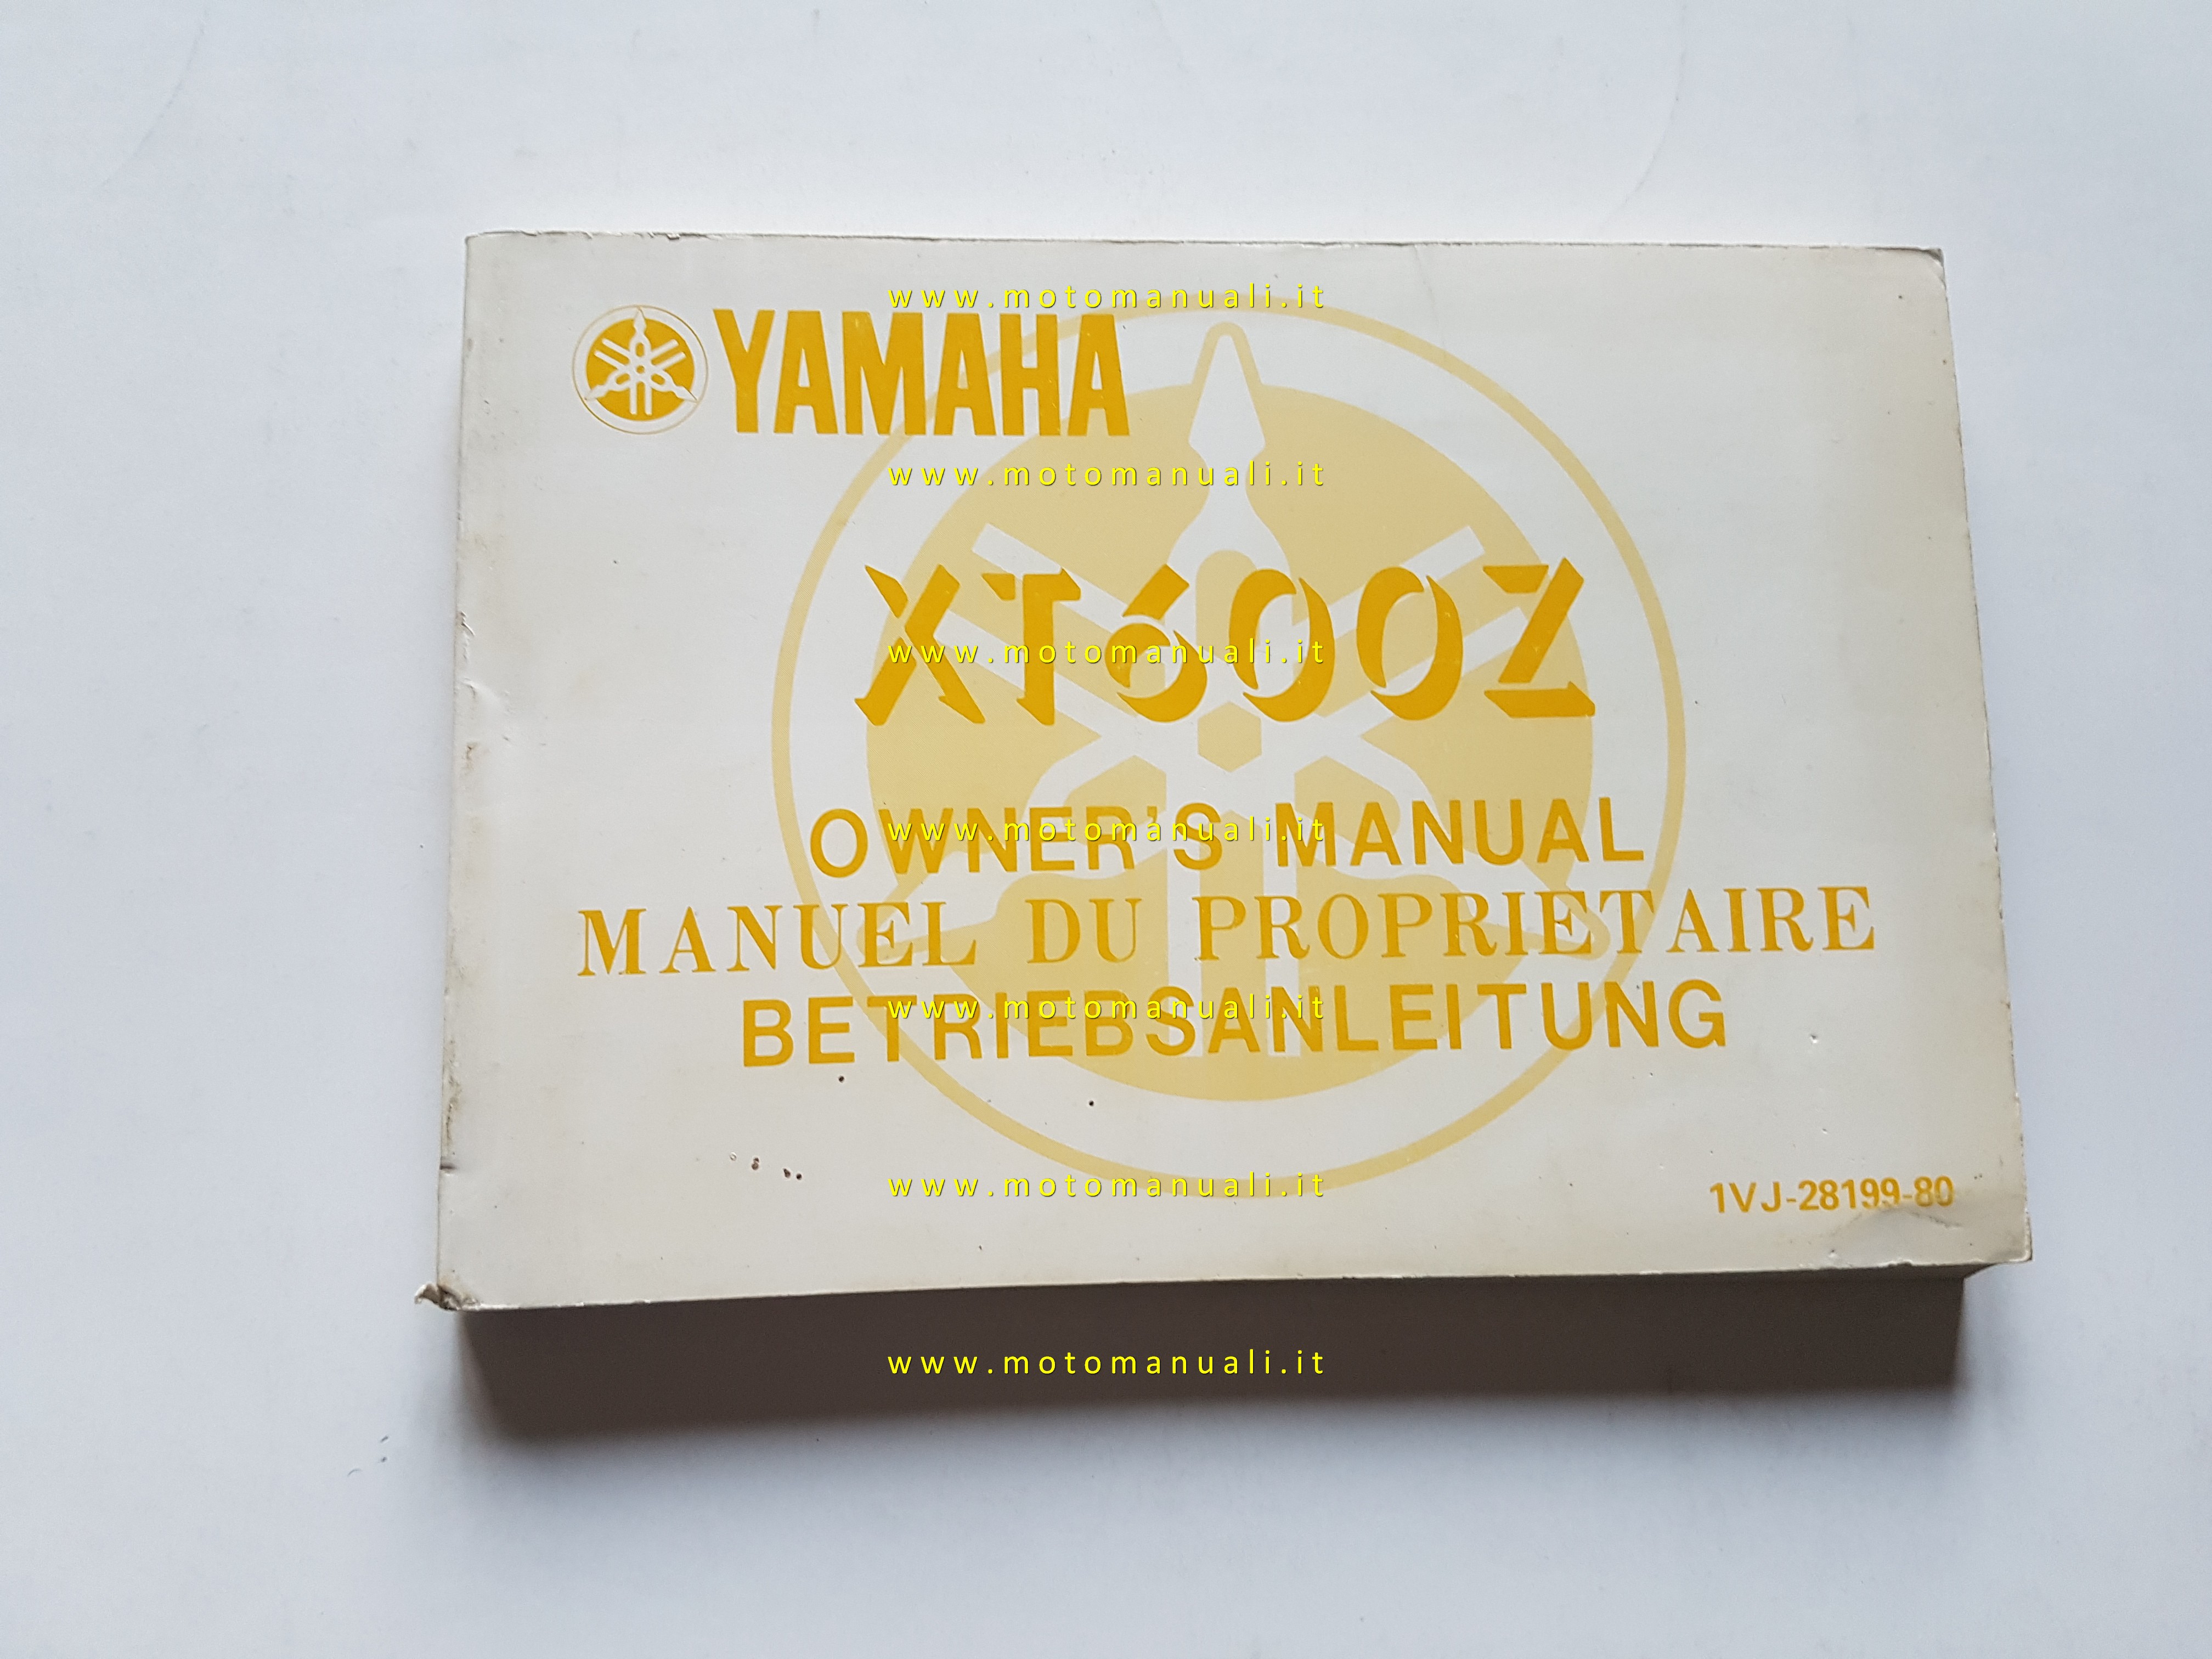 www.motomanuali.it
YAMAHA
www.motomanuali.it
XT600Z
www.motomanuali.it
OWNER'S MANUAL
www.motomanuali.it
MANUEL DU PROPRIETAIRE
BETRIEBSANLEITUNG
www.motomanuali.it
www.motomanuali.it
1VJ-28199-80
www.motomanuali.it